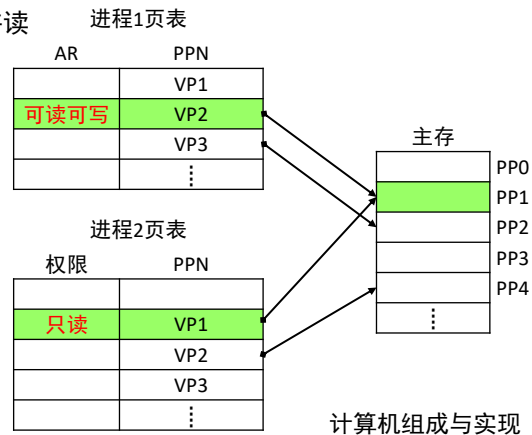 读
进程1页表
AR PPN
VP1
可读可写 VP2
VP3
⋮
主存
PP0
PP1
PP2
PP3
PP4
⋮
进程2页表
权限 PPN
只读 VP1
VP2
VP3
⋮
计算机组成与实现